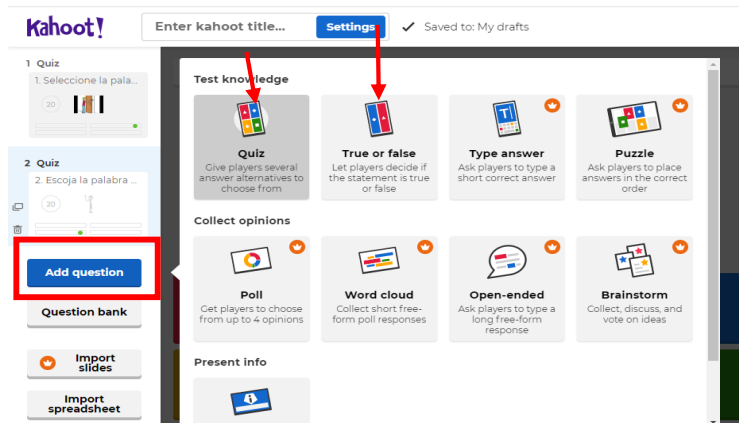 Kahoot!
Enter kahoot title...
Settings
Saved to: My drafts
1 Quiz
1. Seleccione la pala...
20
2 Quiz
2. Escoja la palabra ...
20
Add question
Question bank
Import
slides
Import
spreadsheet
Test knowledge
Quiz
Give players several
answer alternatives to
choose from
True or false
Let players decide if
the statement is true
or false
T
Type answer
Ask players to type a
short correct answer
Puzzle
Ask players to place
answers in the correct
order
Collect opinions
Poll
Get players to choose
from up to 4 opinions
Word cloud
Collect short free-
form poll responses
Open-ended
Ask players to type a
long free-form
response
Brainstorm
Collect, discuss, and
vote on ideas
Present info